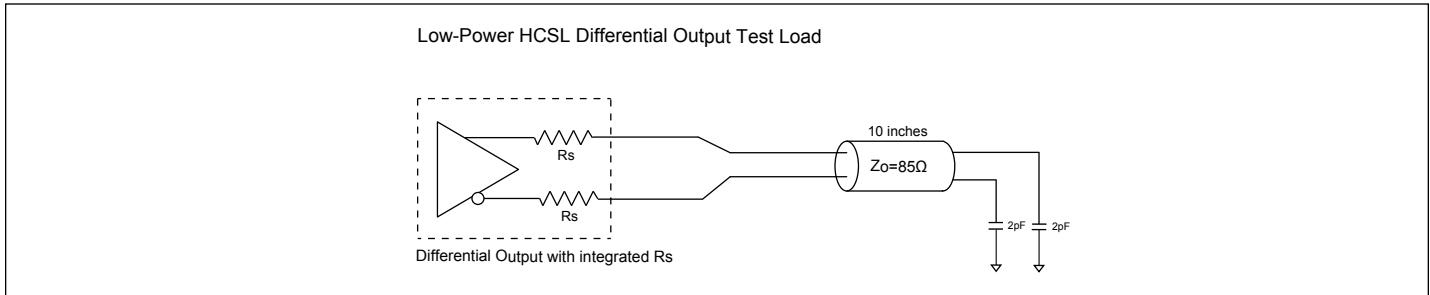 Low-Power HCSL Differential Output Test Load
10 inches
Rs
Zo=85Ω
Rs
2pF
2pF
Differential Output with integrated Rs